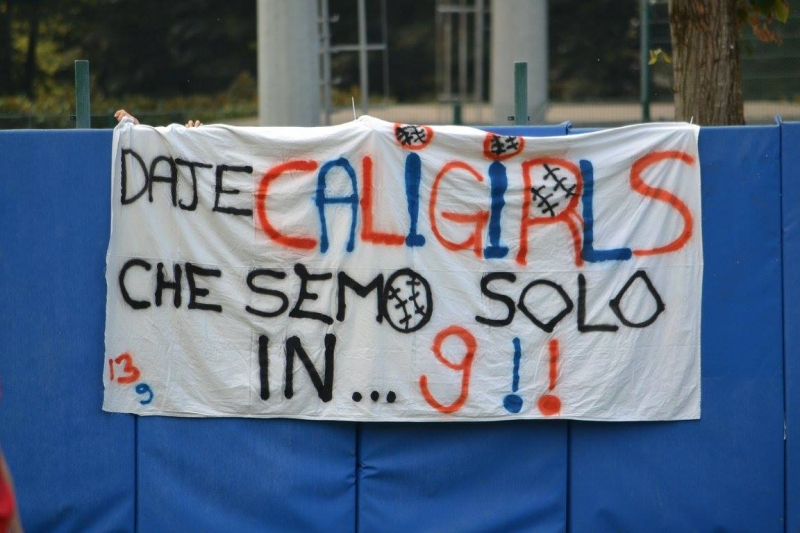 DAJE CALIGIRLS
CHE SEMO SOLO
IN... 9!!
13
9